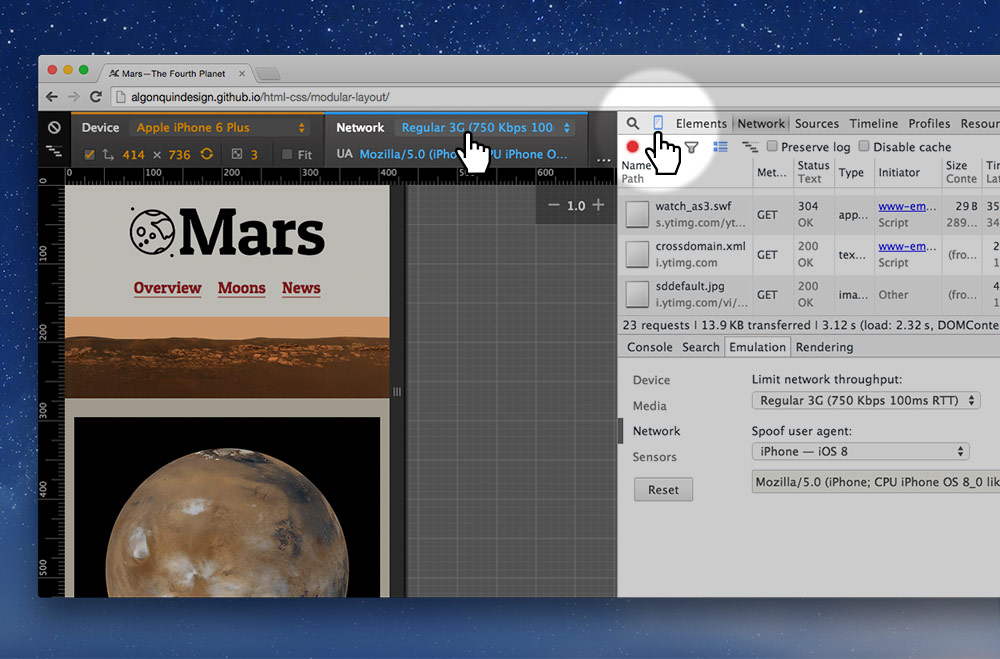 Mars—The Fourth Planet
algonquindesign.github.io/html-css/modular-layout/
Device Apple iPhone 6 Plus
414 × 736 3 Fit
Network Regular 3G (750 Kbps 100
UA Mozilla/5.0 (iPh CPU iPhone O...
0 100 200 300 400 500 600
0
100
200
300
400
500
1.0
Mars
Overview Moons News
Elements Network Sources Timeline Profiles Resour
Preserve log Disable cache
Name Met... Status Type Initiator Size Tim
Path Text Conte Lat
watch_as3.swf GET 304 app... www-em... 29 B 35
s.ytimg.com/yt... OK Script 289... 34
crossdomain.xml GET 200 tex... www-em... (fro... 2
i.ytimg.com OK Script 1
sddefault.jpg GET 200 ima... Other (fro... 4
i.ytimg.com/vi/... OK 1
23 requests | 13.9 KB transferred | 3.12 s (load: 2.32 s, DOMConte
Console Search Emulation Rendering
Device
Media
Network
Sensors
Reset
Limit network throughput:
Regular 3G (750 Kbps 100ms RTT)
Spoof user agent:
iPhone — iOS 8
Mozilla/5.0 (iPhone; CPU iPhone OS 8_0 lik